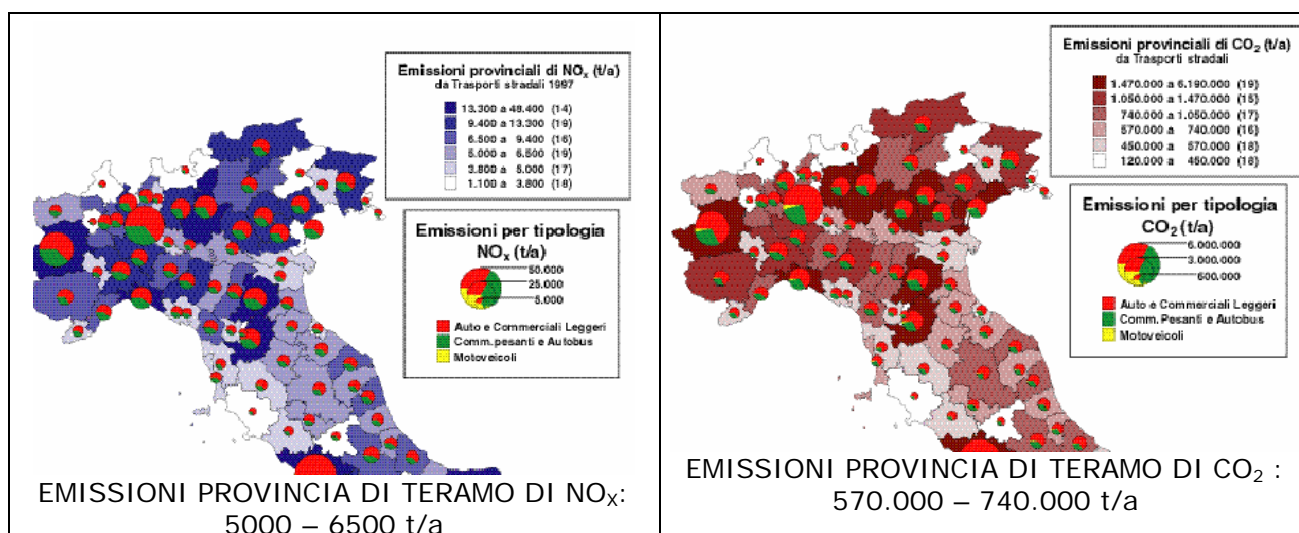 Emissioni provinciali di NOx (t/a)
da Trasporti stradali 1997
13.300 a 48.400 (14)
9.400 a 13.300 (19)
6.500 a 9.400 (16)
5.000 a 6.500 (19)
3.800 a 5.000 (17)
1.100 a 3.800 (18)
Emissioni per tipologia
NOx (t/a)
50.000
25.000
5.000
Auto e Commerciali Leggeri
Comm. pesanti e Autobus
Motoveicoli
EMISSIONI PROVINCIA DI TERAMO DI NOX:
5000 – 6500 t/a
Emissioni provinciali di CO2 (t/a)
da Trasporti stradali
1.470.000 a 6.190.000 (19)
1.050.000 a 1.470.000 (15)
740.000 a 1.050.000 (17)
570.000 a 740.000 (16)
450.000 a 570.000 (18)
120.000 a 450.000 (18)
Emissioni per tipologia
CO2 (t/a)
6.000.000
3.000.000
600.000
Auto e Commerciali Leggeri
Comm. Pesanti e Autobus
Motoveicoli
EMISSIONI PROVINCIA DI TERAMO DI CO2 :
570.000 – 740.000 t/a